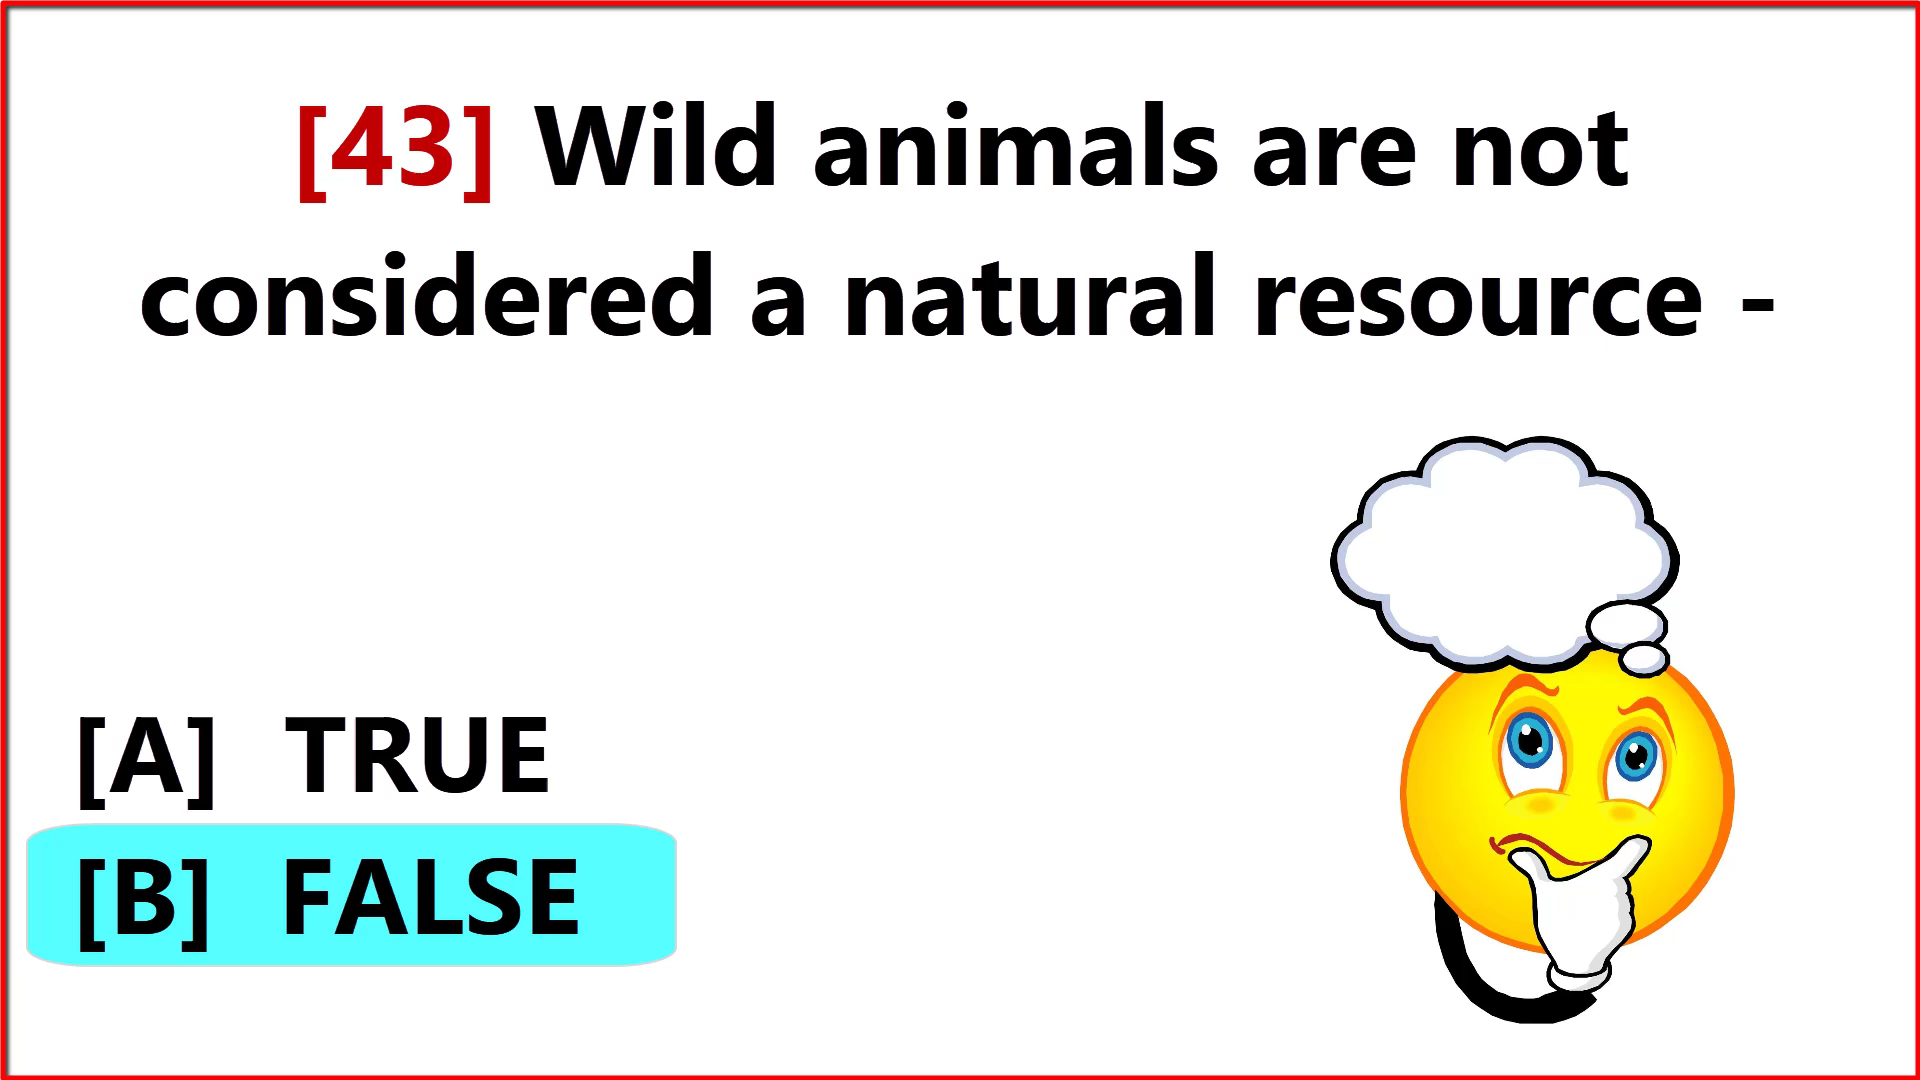 [43] Wild animals are not
considered a natural resource -
[A] TRUE
[B] FALSE